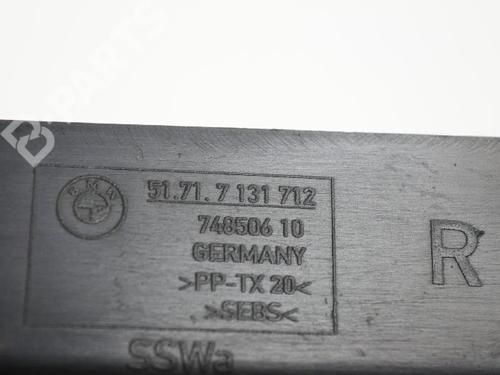 B-PARTS
BMW
51.71. 7 131 712
748506 10
GERMANY
>PP-TX 20<
>SEBS<
R
SSWa